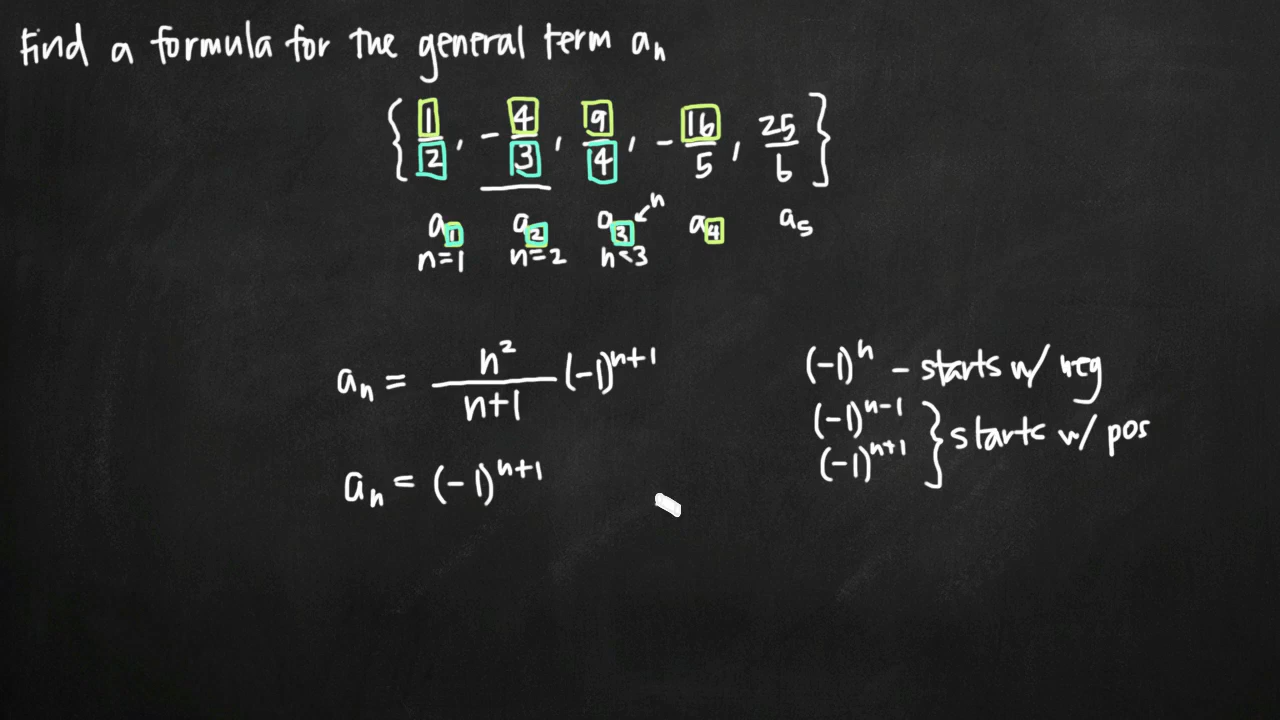 Find a formula for the general term aₙ
{ 1/2, - 4/3, 9/4, - 16/5, 25/6 }
a₁ a₂ a₃ ↙ n a₄ a₅
n=1 n=2 n=3
aₙ = n²/(n+1) (-1)ⁿ⁺¹
aₙ = (-1)ⁿ⁺¹
(-1)ⁿ - starts w/ neg
(-1)ⁿ⁻¹
(-1)ⁿ⁺¹ } starts w/ pos